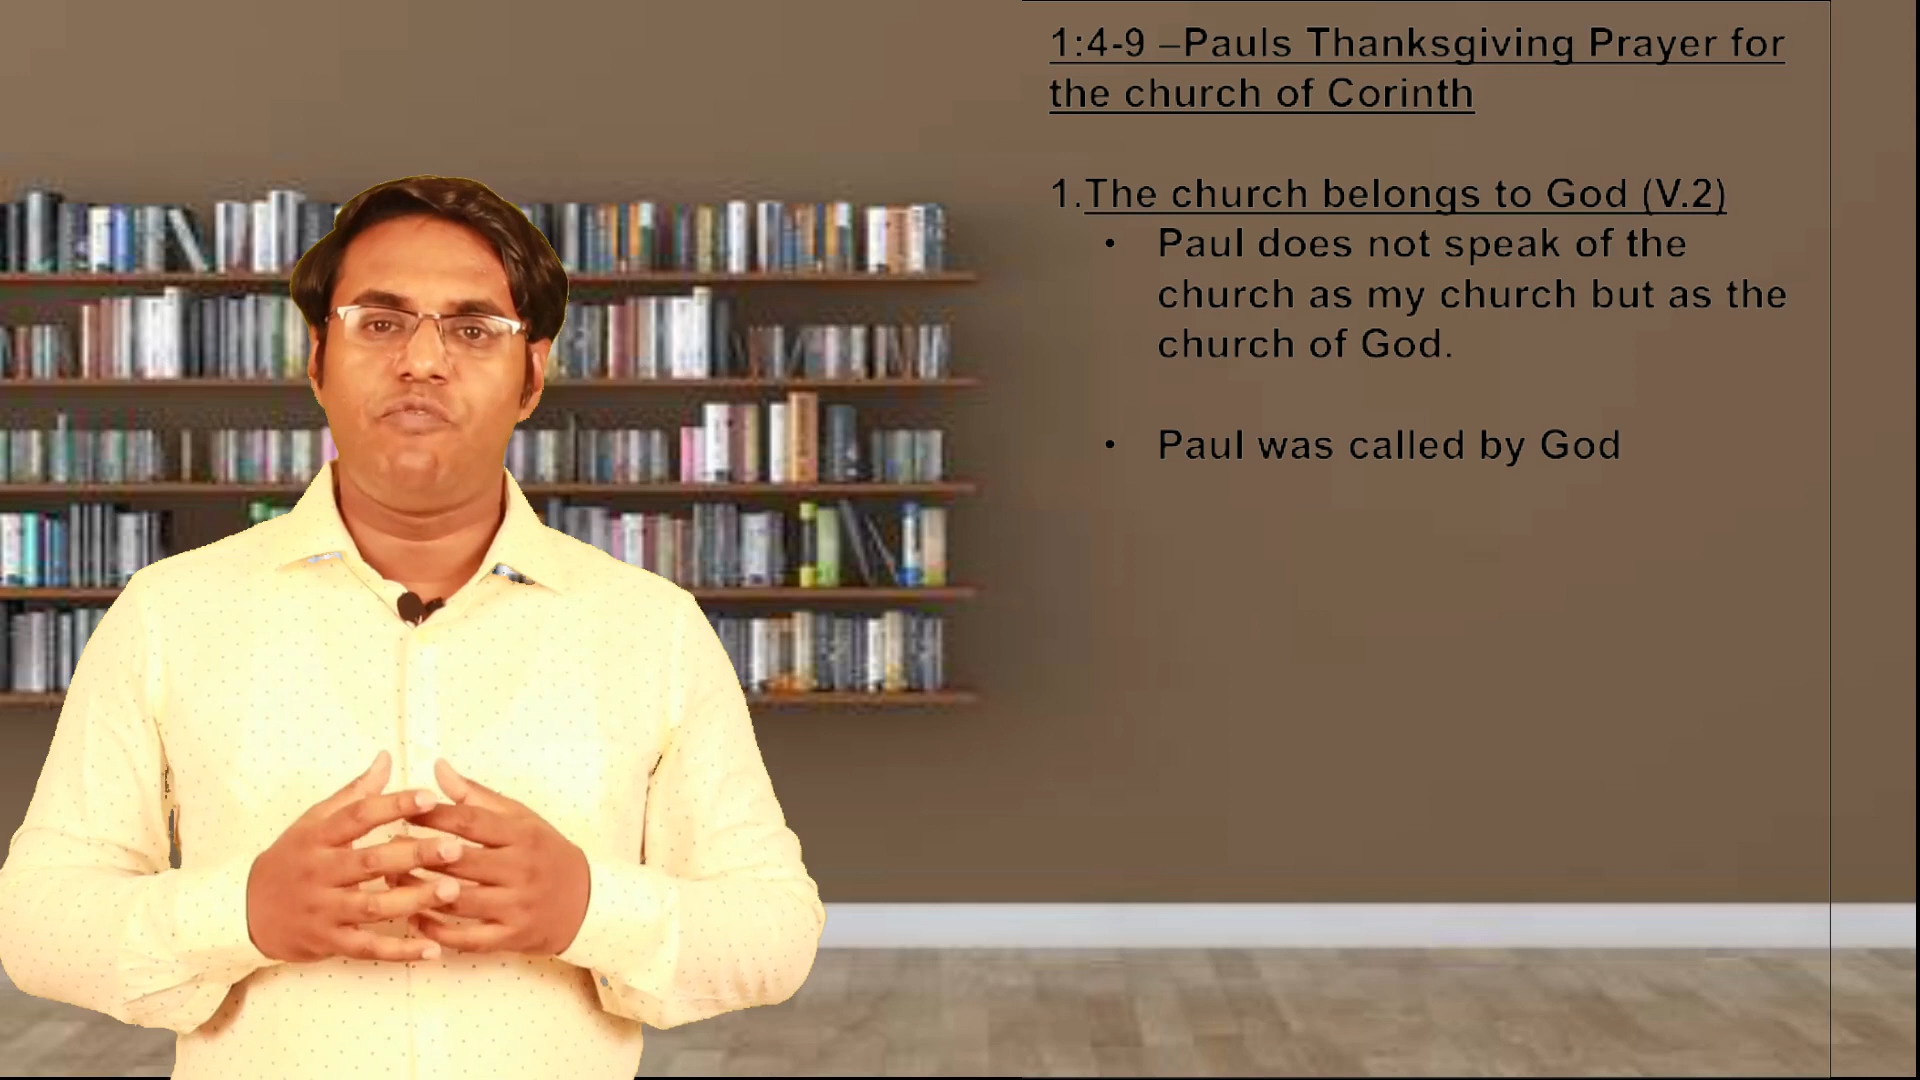 1:4-9 –Pauls Thanksgiving Prayer for
the church of Corinth
1.The church belongs to God (V.2)
• Paul does not speak of the
church as my church but as the
church of God.
• Paul was called by God